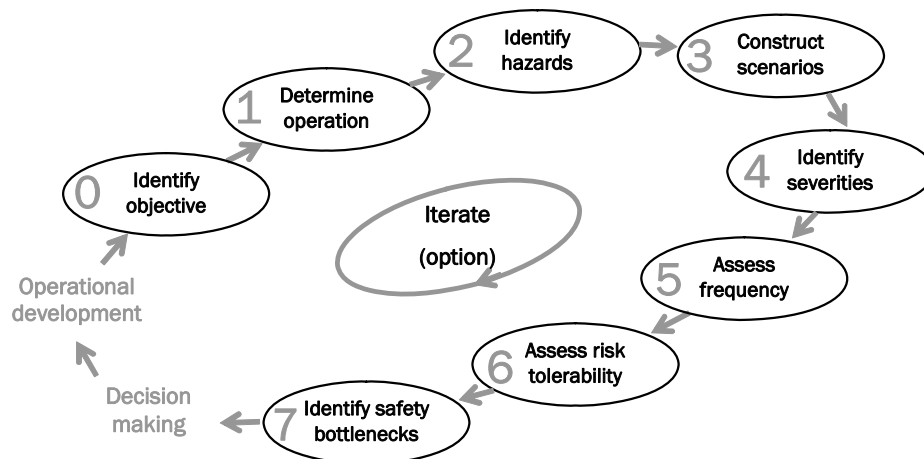 0
Identify
objective
1
Determine
operation
2
Identify
hazards
3
Construct
scenarios
4
Identify
severities
5
Assess
frequency
6
Assess risk
tolerability
7
Identify safety
bottlenecks
Decision
making
Operational
development
Iterate
(option)